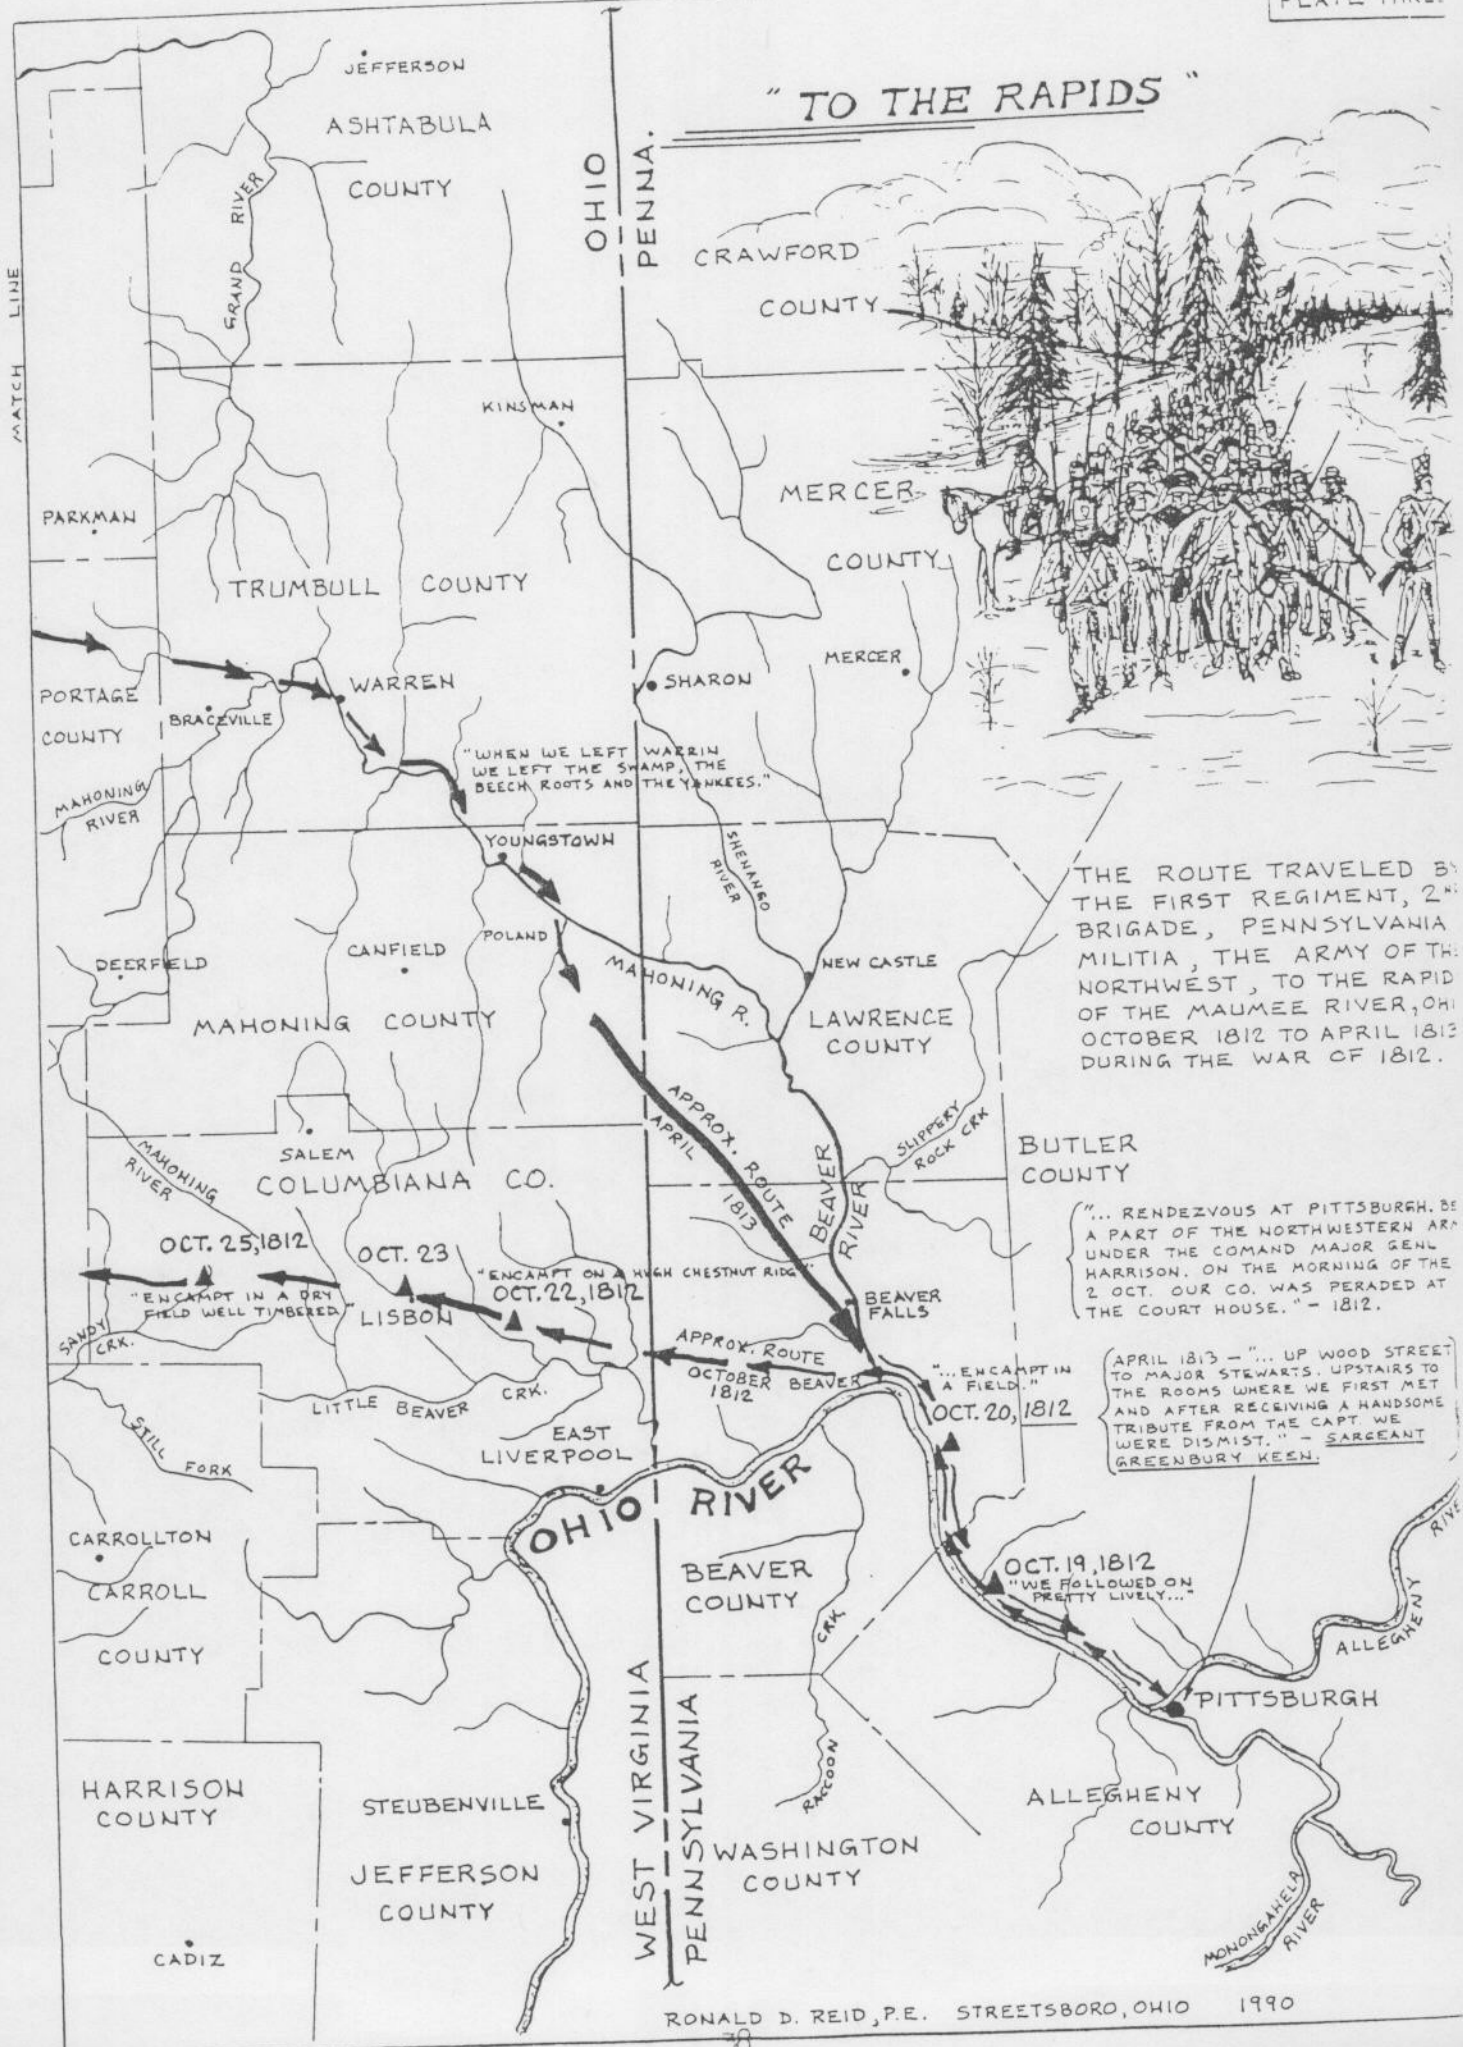 "TO THE RAPIDS"
MATCH LINE
JEFFERSON
ASHTABULA
COUNTY
GRAND RIVER
OHIO
PENNA.
CRAWFORD
COUNTY
KINSMAN
MERCER
COUNTY
PARKMAN
TRUMBULL COUNTY
MERCER
SHARON
WARREN
PORTAGE
COUNTY
BRACEVILLE
MAHONING
RIVER
"WHEN WE LEFT WARRIN
WE LEFT THE SWAMP, THE
BEECH ROOTS AND THE YANKEES."
YOUNGSTOWN
SHENANGO
RIVER
THE ROUTE TRAVELED
THE FIRST REGIMENT,
BRIGADE, PENNSYLVANIA
MILITIA, THE ARMY OF
NORTHWEST, TO THE RAPID
OF THE MAUMEE RIVER,
OCTOBER 1812 TO APRIL 1813
DURING THE WAR OF 1812.
DEERFIELD
CANFIELD
POLAND
MAHONING R.
NEW CASTLE
LAWRENCE
COUNTY
MAHONING COUNTY
APPROX. ROUTE
APRIL 1813
SLIPPERY
ROCK CRK
BEAVER
RIVER
BUTLER
COUNTY
SALEM
COLUMBIANA CO.
MAHONING
RIVER
"... RENDEZVOUS AT PITTSBURGH.
A PART OF THE NORTHWESTERN
UNDER THE COMAND MAJOR GENL
HARRISON. ON THE MORNING OF THE
2 OCT. OUR CO. WAS PERADED AT
THE COURT HOUSE." - 1812.
OCT. 25, 1812
"ENCAMPT IN A DRY
FIELD WELL TIMBERED"
OCT. 23
LISBON
"ENCAMPT ON A HIGH CHESTNUT RIDG"
OCT. 22, 1812
BEAVER
FALLS
SANDY
CRK.
APPROX. ROUTE
OCTOBER
1812
BEAVER
"...ENCAMPT IN
A FIELD."
OCT. 20, 1812
APRIL 1813 - "... UP WOOD STREET
TO MAJOR STEWARTS. UPSTAIRS TO
THE ROOMS WHERE WE FIRST MET
AND AFTER RECEIVING A HANDSOME
TRIBUTE FROM THE CAPT. WE
WERE DISMIST." - SARGEANT
GREENBURY KEEN.
LITTLE BEAVER CRK.
STILL FORK
EAST
LIVERPOOL
OHIO RIVER
CARROLLTON
CARROLL
COUNTY
BEAVER
COUNTY
RACCOON CRK.
OCT. 19, 1812
"WE FOLLOWED ON
PRETTY LIVELY..."
ALLEGHENY
PITTSBURGH
WEST VIRGINIA
PENNSYLVANIA
HARRISON
COUNTY
STEUBENVILLE
JEFFERSON
COUNTY
CADIZ
WASHINGTON
COUNTY
ALLEGHENY
COUNTY
MONONGAHELA
RIVER
RONALD D. REID, P.E. STREETSBORO, OHIO 1990